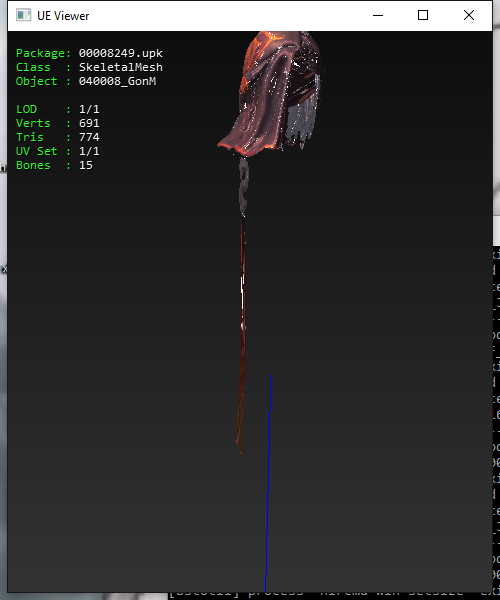 UE Viewer
Package: 00008249.upk
Class  : SkeletalMesh
Object : 040008_GonM
LOD    : 1/1
Verts  : 691
Tris   : 774
UV Set : 1/1
Bones  : 15